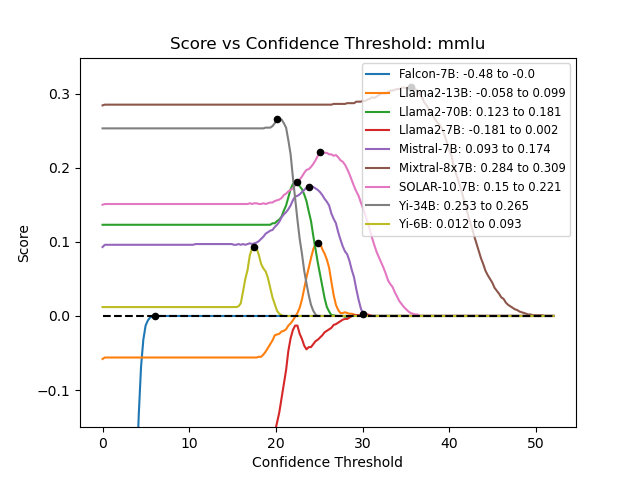 Score vs Confidence Threshold: mmlu
Falcon-7B: -0.48 to -0.0
Llama2-13B: -0.058 to 0.099
Llama2-70B: 0.123 to 0.181
Llama2-7B: -0.181 to 0.002
Mistral-7B: 0.093 to 0.174
Mixtral-8x7B: 0.284 to 0.309
SOLAR-10.7B: 0.15 to 0.221
Yi-34B: 0.253 to 0.265
Yi-6B: 0.012 to 0.093
Score
0.3
0.2
0.1
0.0
−0.1
0 10 20 30 40 50
Confidence Threshold